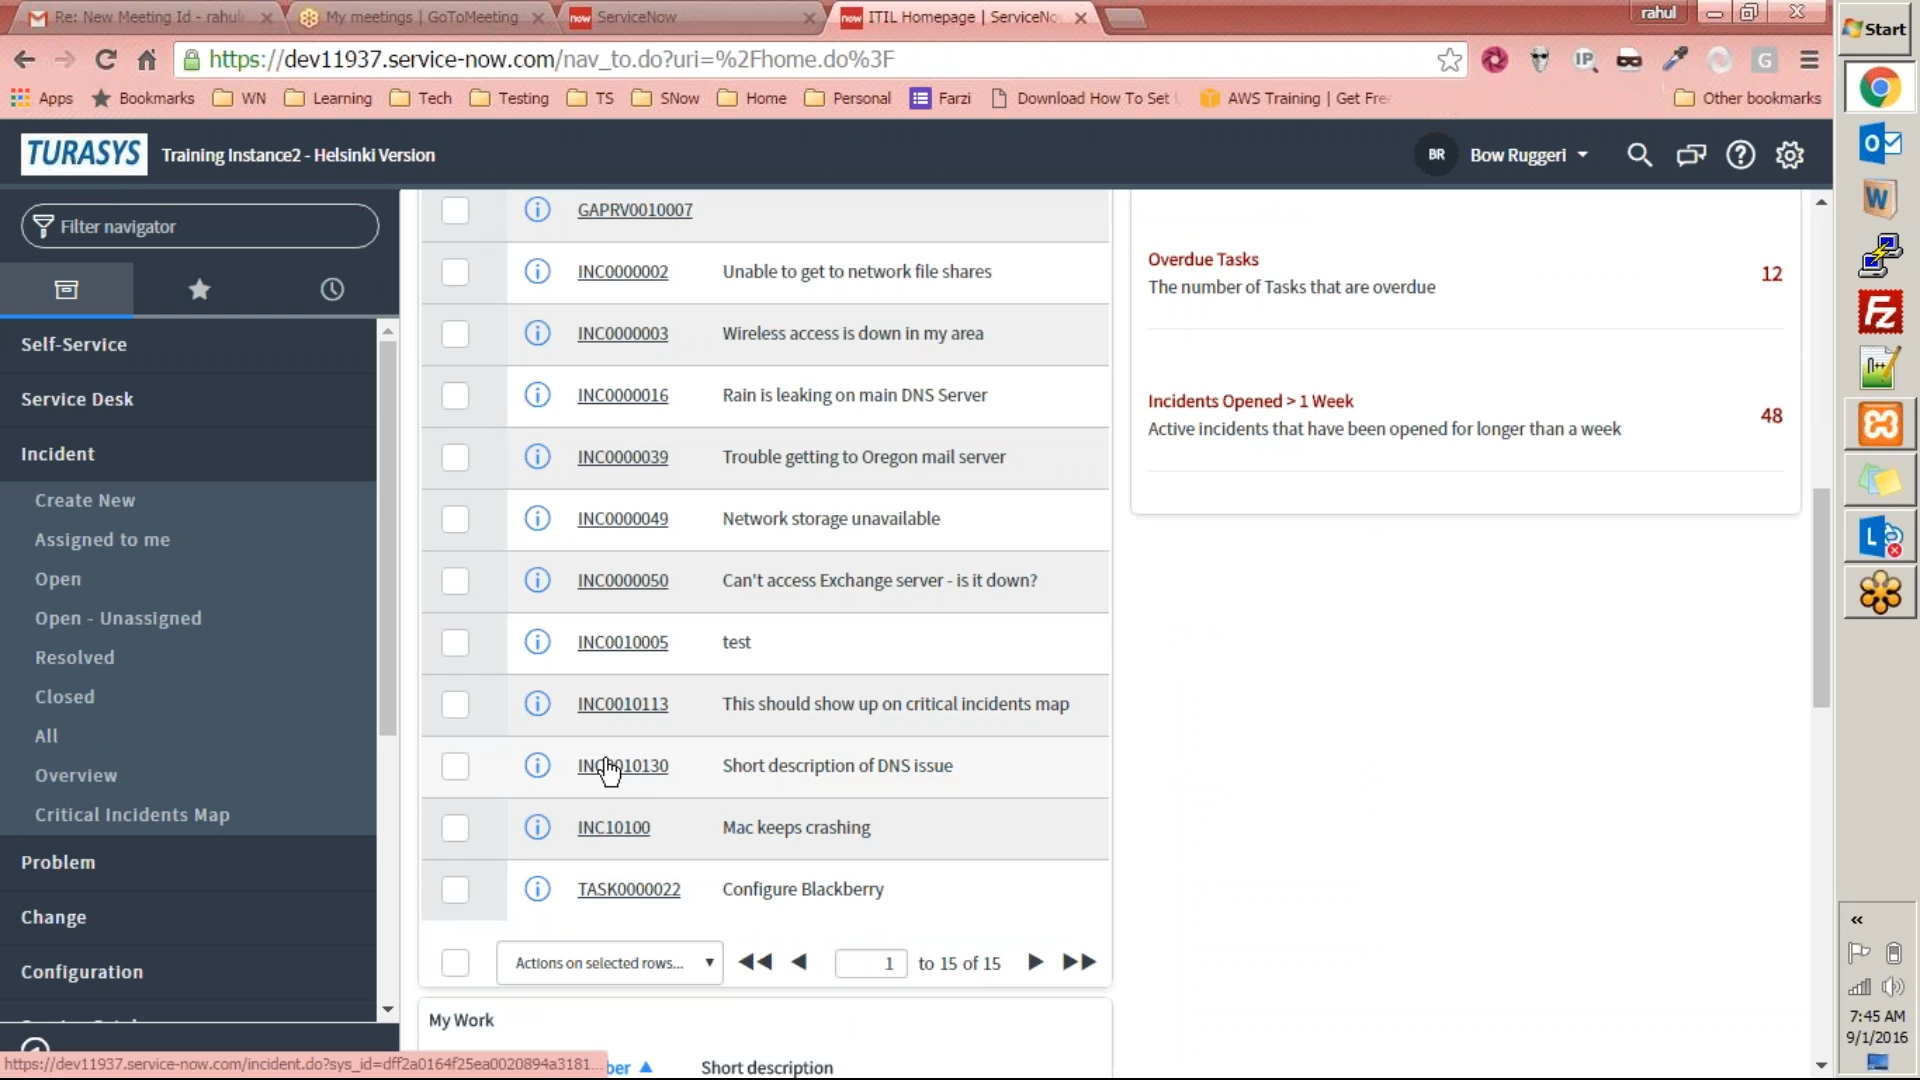 Re: New Meeting Id - rahul
My meetings | GoToMeeting
now ServiceNow
now ITIL Homepage | ServiceNo
rahul
Start
https://dev11937.service-now.com/nav_to.do?uri=%2Fhome.do%3F
IP
G
Apps
Bookmarks
WN
Learning
Tech
Testing
TS
SNow
Home
Personal
Farzi
Download How To Set
AWS Training | Get Fre
Other bookmarks
TURASYS
Training Instance2 - Helsinki Version
BR
Bow Ruggeri
Filter navigator
Self-Service
Service Desk
Incident
Create New
Assigned to me
Open
Open - Unassigned
Resolved
Closed
All
Overview
Critical Incidents Map
Problem
Change
Configuration
GAPRV0010007
INC0000002 Unable to get to network file shares
INC0000003 Wireless access is down in my area
INC0000016 Rain is leaking on main DNS Server
INC0000039 Trouble getting to Oregon mail server
INC0000049 Network storage unavailable
INC0000050 Can't access Exchange server - is it down?
INC0010005 test
INC0010113 This should show up on critical incidents map
INC0010130 Short description of DNS issue
INC10100 Mac keeps crashing
TASK0000022 Configure Blackberry
Actions on selected rows...
1 to 15 of 15
My Work
Short description
Overdue Tasks
The number of Tasks that are overdue
12
Incidents Opened > 1 Week
Active incidents that have been opened for longer than a week
48
https://dev11937.service-now.com/incident.do?sys_id=dff2a0164f25ea0020894a3181...
7:45 AM
9/1/2016